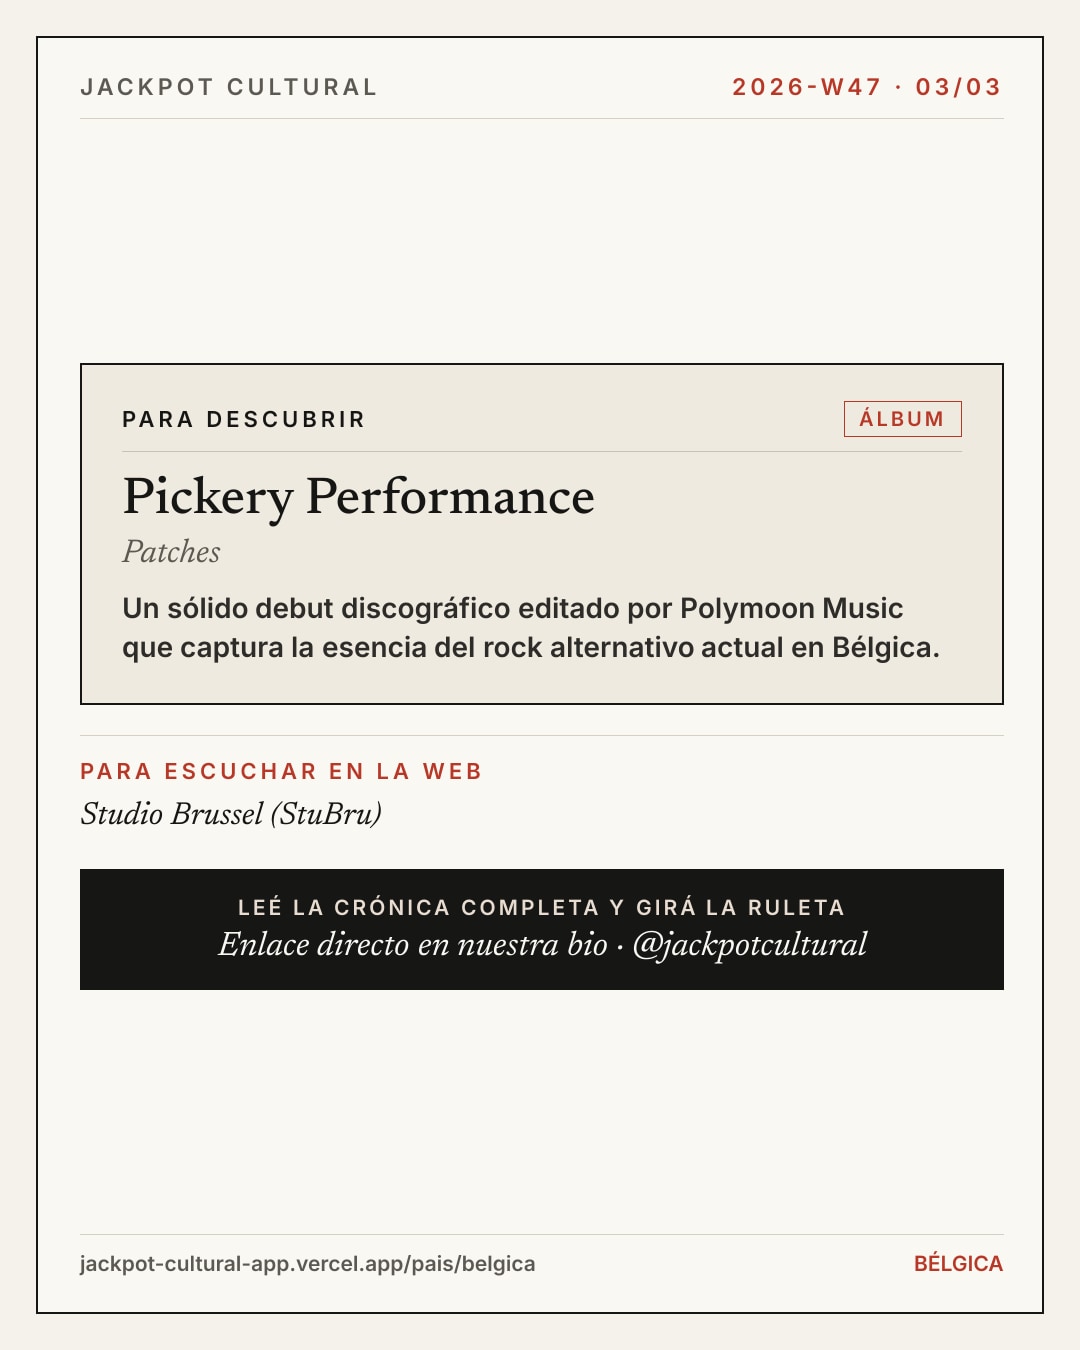 JACKPOT CULTURAL
2026-W47 · 03/03
PARA DESCUBRIR
ÁLBUM
Pickery Performance
Patches
Un sólido debut discográfico editado por Polymoon Music
que captura la esencia del rock alternativo actual en Bélgica.
PARA ESCUCHAR EN LA WEB
Studio Brussel (StuBru)
LEÉ LA CRÓNICA COMPLETA Y GIRÁ LA RULETA
Enlace directo en nuestra bio · @jackpotcultural
jackpot-cultural-app.vercel.app/pais/belgica
BÉLGICA